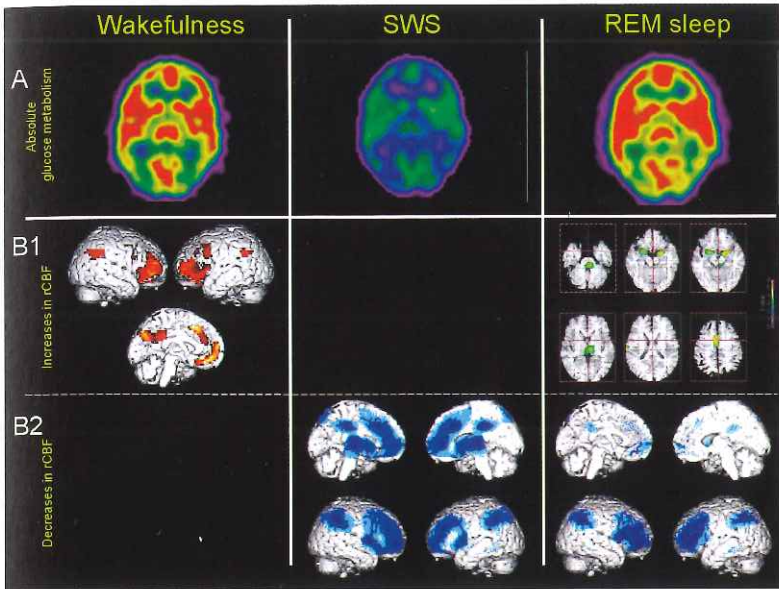 Wakefulness
SWS
REM sleep
A
Absolute
glucose metabolism
B1
Increases in rCBF
B2
Decreases in rCBF